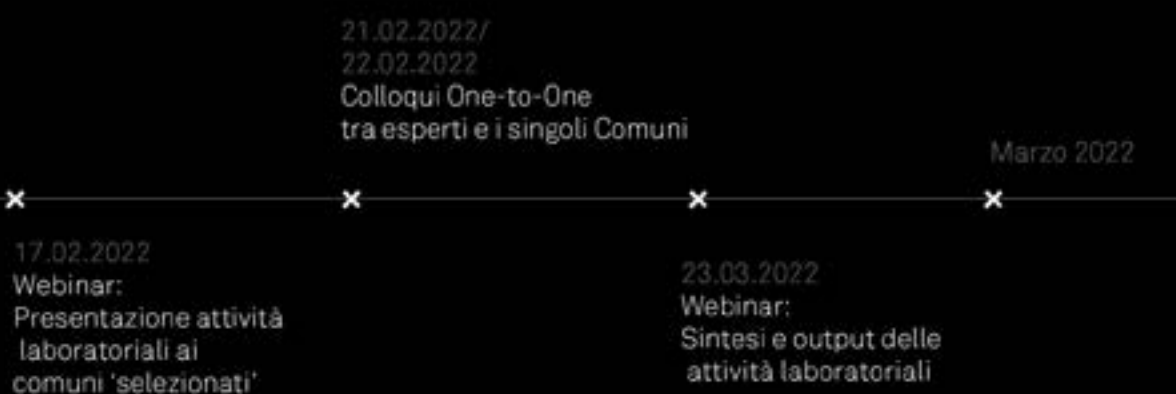 21.02.2022/
22.02.2022
Colloqui One-to-One
tra esperti e i singoli Comuni
Marzo 2022
17.02.2022
Webinar:
Presentazione attività
laboratoriali ai
comuni 'selezionati'
23.03.2022
Webinar:
Sintesi e output delle
attività laboratoriali